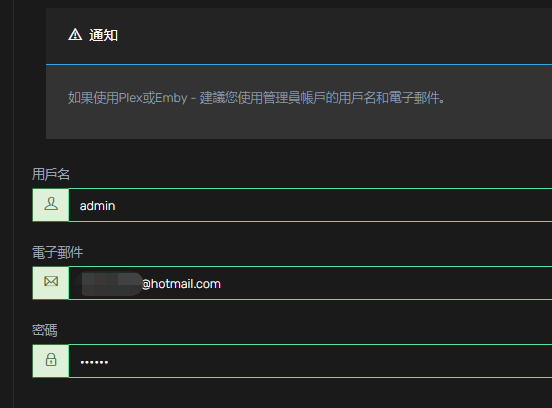 通知
如果使用Plex或Emby - 建議您使用管理員帳戶的用戶名和電子郵件。
用戶名
admin
電子郵件
@hotmail.com
密碼
••••••